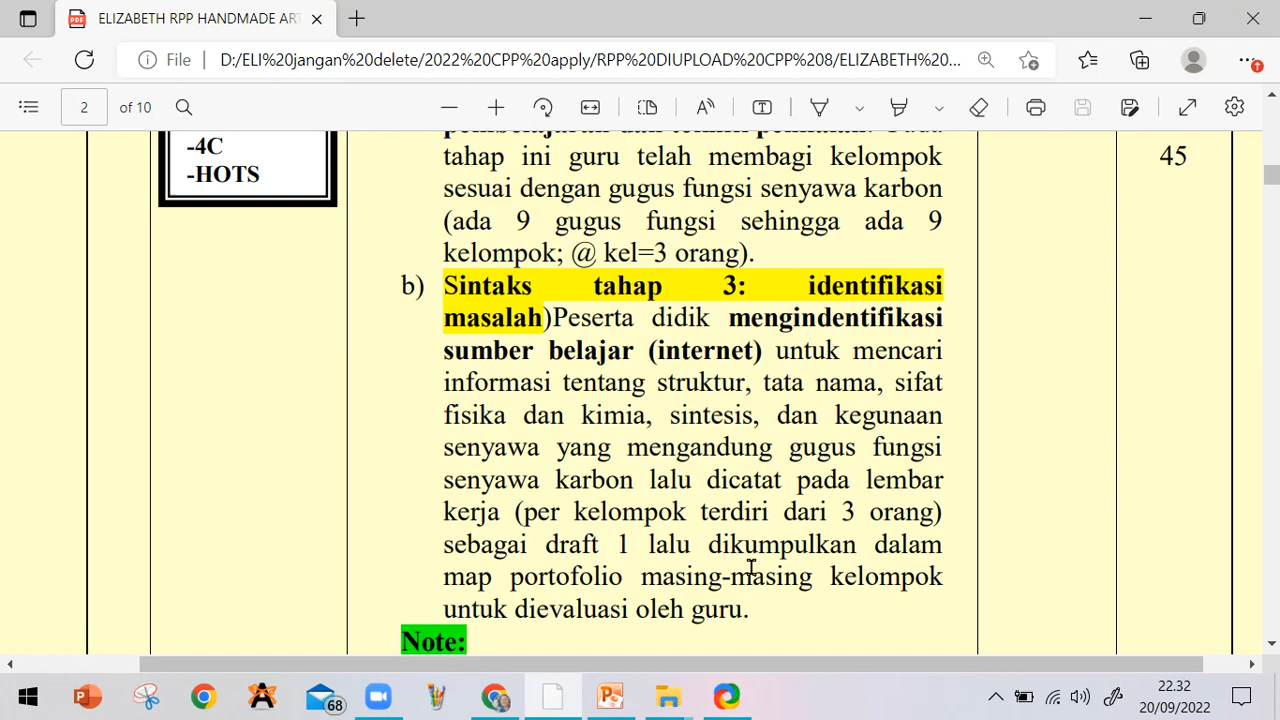 ELIZABETH RPP HANDMADE ART
File
D:/ELI%20jangan%20delete/2022%20CPP%20apply/RPP%20DIUPLOAD%20CPP%208/ELIZABETH%20...
2 of 10
-4C
-HOTS
45
tahap ini guru telah membagi kelompok
sesuai dengan gugus fungsi senyawa karbon
(ada 9 gugus fungsi sehingga ada 9
kelompok; @ kel=3 orang).
b) Sintaks tahap 3: identifikasi
masalah)Peserta didik mengindentifikasi
sumber belajar (internet) untuk mencari
informasi tentang struktur, tata nama, sifat
fisika dan kimia, sintesis, dan kegunaan
senyawa yang mengandung gugus fungsi
senyawa karbon lalu dicatat pada lembar
kerja (per kelompok terdiri dari 3 orang)
sebagai draft 1 lalu dikumpulkan dalam
map portofolio masing-masing kelompok
untuk dievaluasi oleh guru.
Note:
68
22.32
20/09/2022